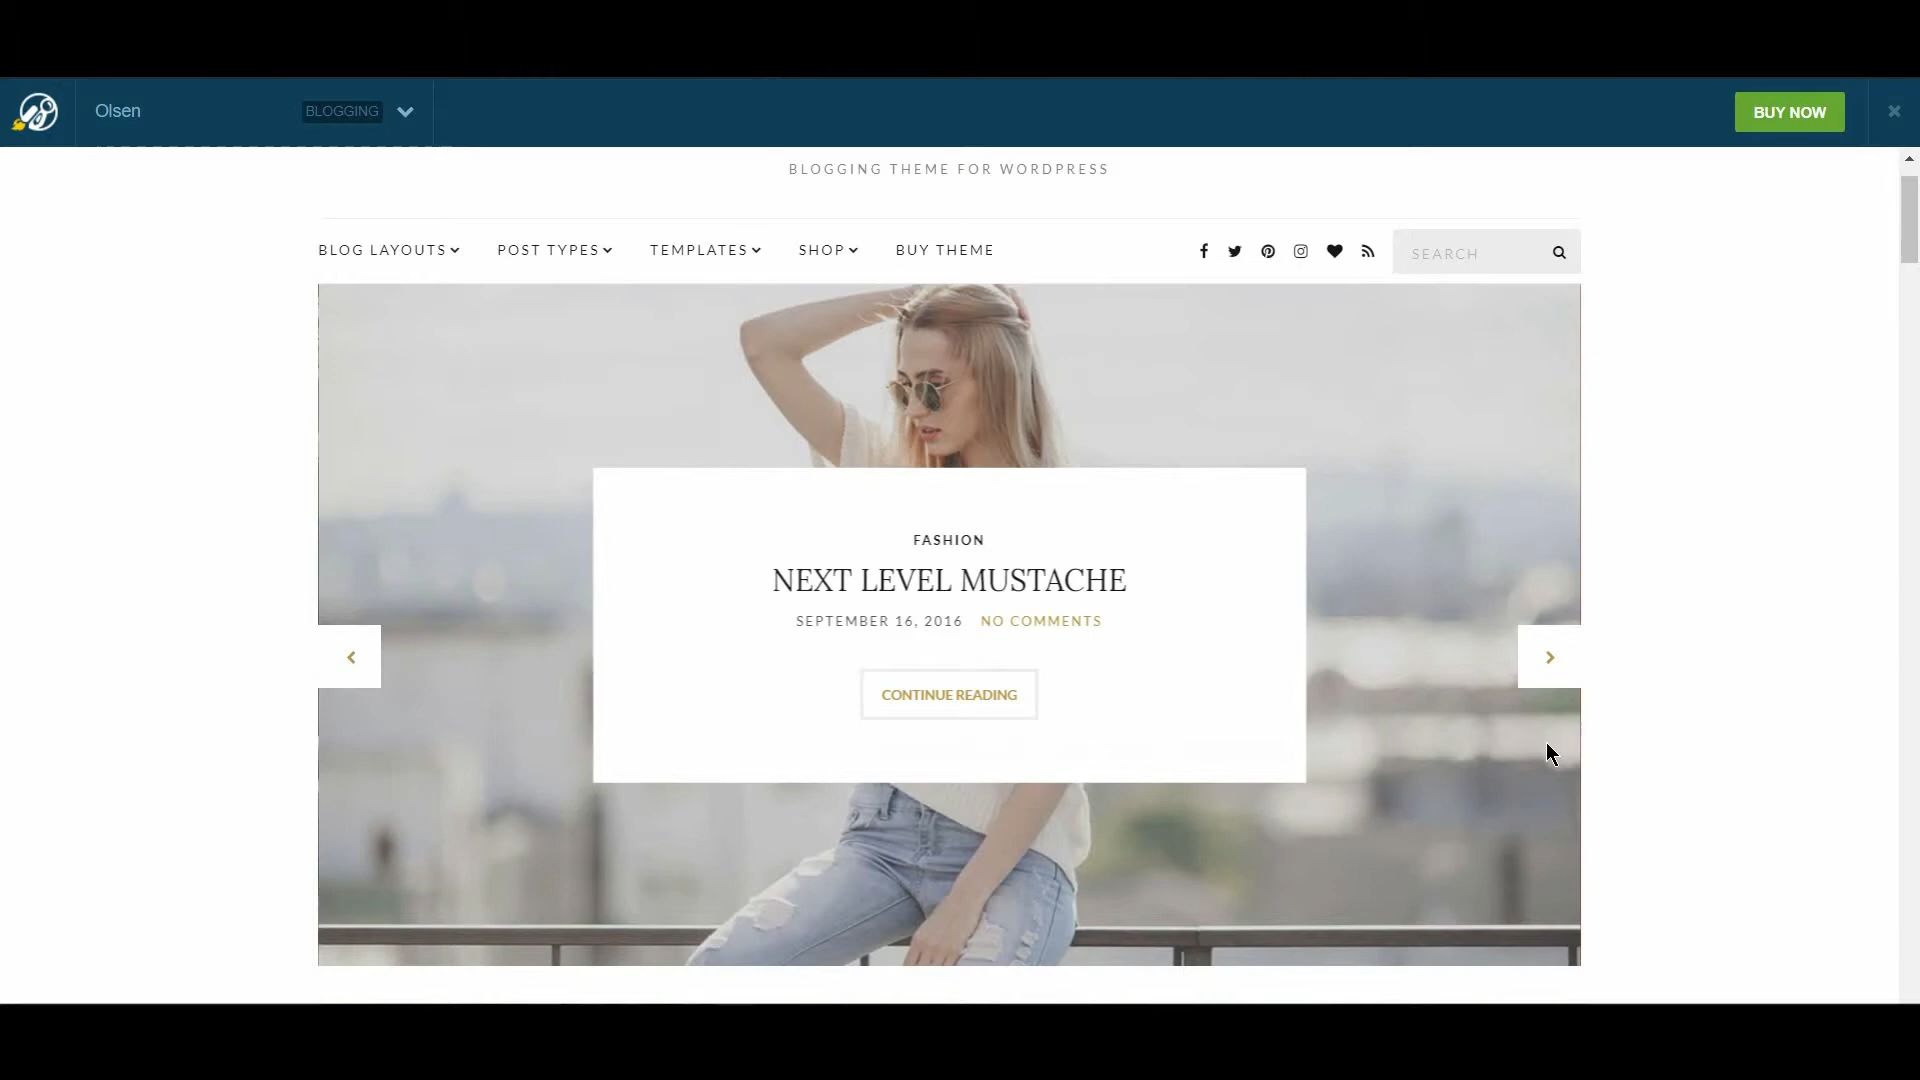 Olsen BLOGGING BUY NOW
BLOGGING THEME FOR WORDPRESS
BLOG LAYOUTS POST TYPES TEMPLATES SHOP BUY THEME SEARCH
FASHION
NEXT LEVEL MUSTACHE
SEPTEMBER 16, 2016 NO COMMENTS
CONTINUE READING